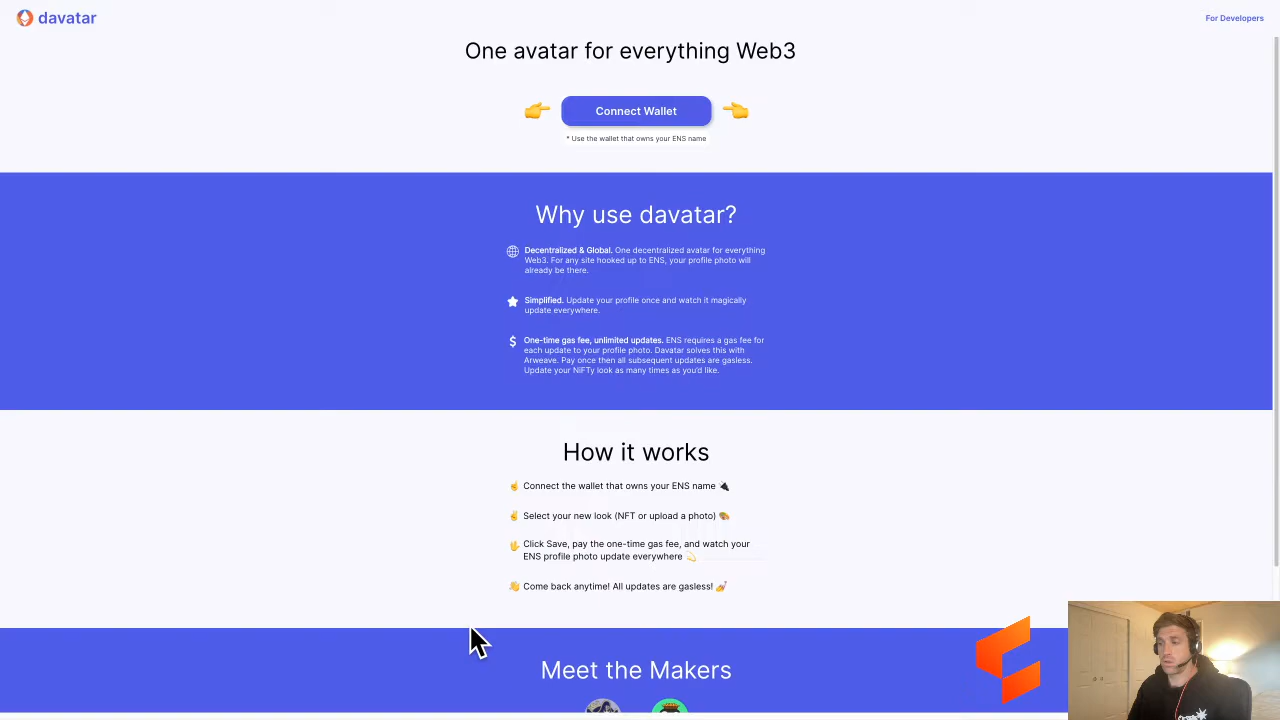 davatar
For Developers
One avatar for everything Web3
Connect Wallet
* Use the wallet that owns your ENS name
Why use davatar?
Decentralized & Global. One decentralized avatar for everything
Web3. For any site hooked up to ENS, your profile photo will
already be there.
Simplified. Update your profile once and watch it magically
update everywhere.
One-time gas fee, unlimited updates. ENS requires a gas fee for
each update to your profile photo. Davatar solves this with
Arweave. Pay once then all subsequent updates are gasless.
Update your NiFTy look as many times as you'd like.
How it works
Connect the wallet that owns your ENS name
Select your new look (NFT or upload a photo)
Click Save, pay the one-time gas fee, and watch your
ENS profile photo update everywhere
Come back anytime! All updates are gasless!
Meet the Makers